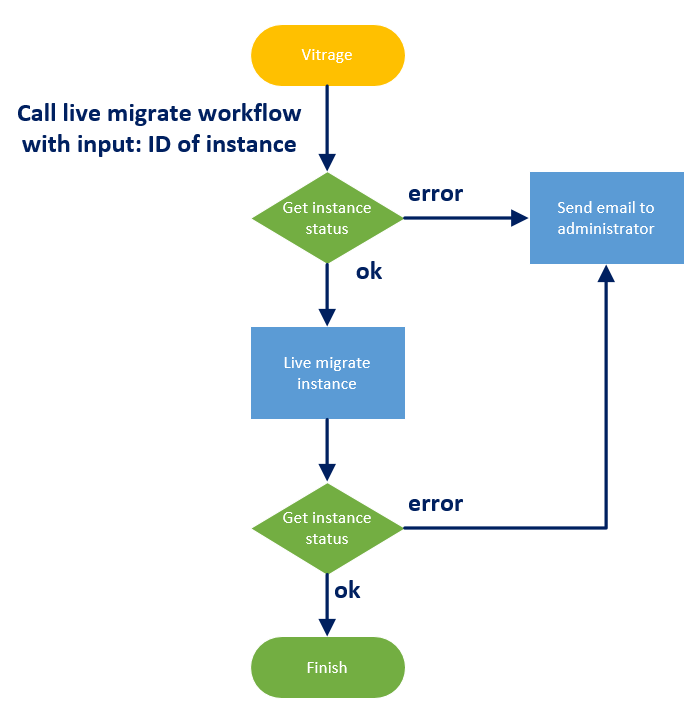 Vitrage
Call live migrate workflow
with input: ID of instance
Get instance
status
error
Send email to
administrator
ok
Live migrate
instance
Get instance
status
error
ok
Finish